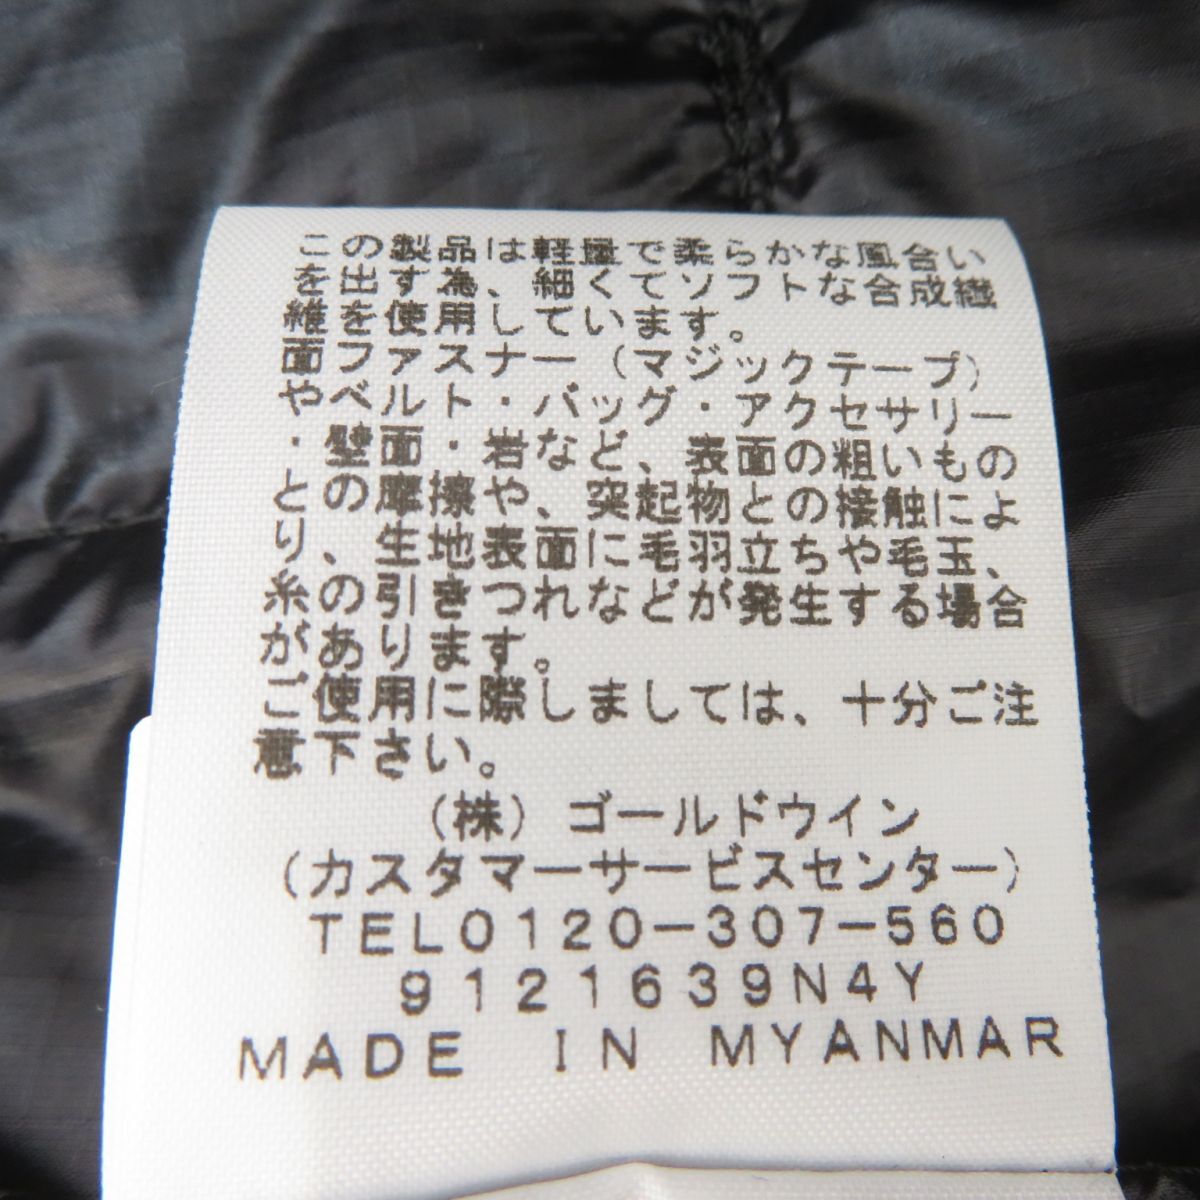 この製品は軽量で柔らかな風合い
を出す為、細くてソフトな合成繊
維を使用しています。
面ファスナー（マジックテープ）
やベルト・バッグ・アクセサリー
・壁面・岩など、表面の粗いもの
との摩擦や、突起物との接触によ
り、生地表面に毛羽立ちや毛玉、
糸の引きつれなどが発生する場合
があります。
ご使用に際しましては、十分ご注
意下さい。
（株）ゴールドウイン
（カスタマーサービスセンター）
TEL0120-307-560
9121639N4Y
MADE IN MYANMAR